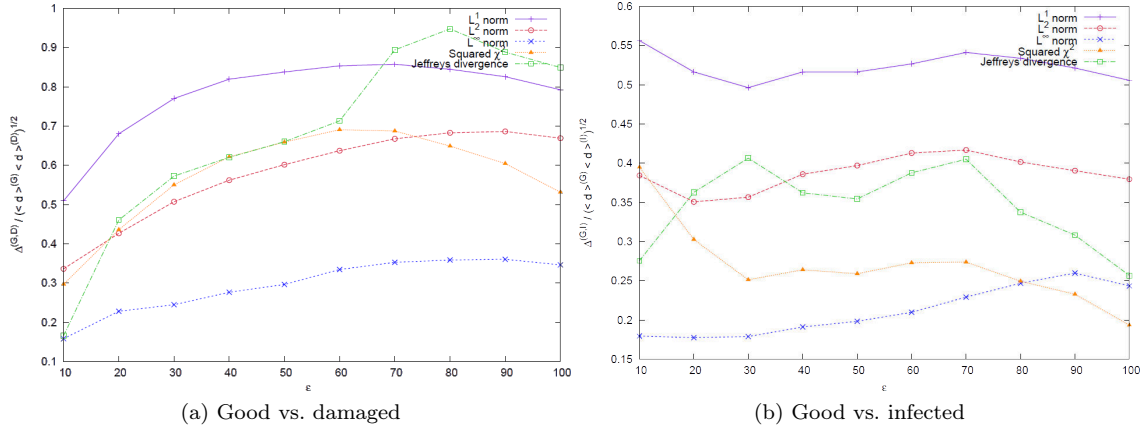 L¹ norm
L² norm
L∞ norm
Squared χ²
Jeffreys divergence
1
0.9
0.8
0.7
0.6
0.5
0.4
0.3
0.2
0.1
Δ(G,D) / (< d >(G) < d >(D))1/2
10 20 30 40 50 60 70 80 90 100
ε
(a) Good vs. damaged
L¹ norm
L² norm
L∞ norm
Squared χ²
Jeffreys divergence
0.6
0.55
0.5
0.45
0.4
0.35
0.3
0.25
0.2
0.15
Δ(G,I) / (< d >(G) < d >(I))1/2
10 20 30 40 50 60 70 80 90 100
ε
(b) Good vs. infected